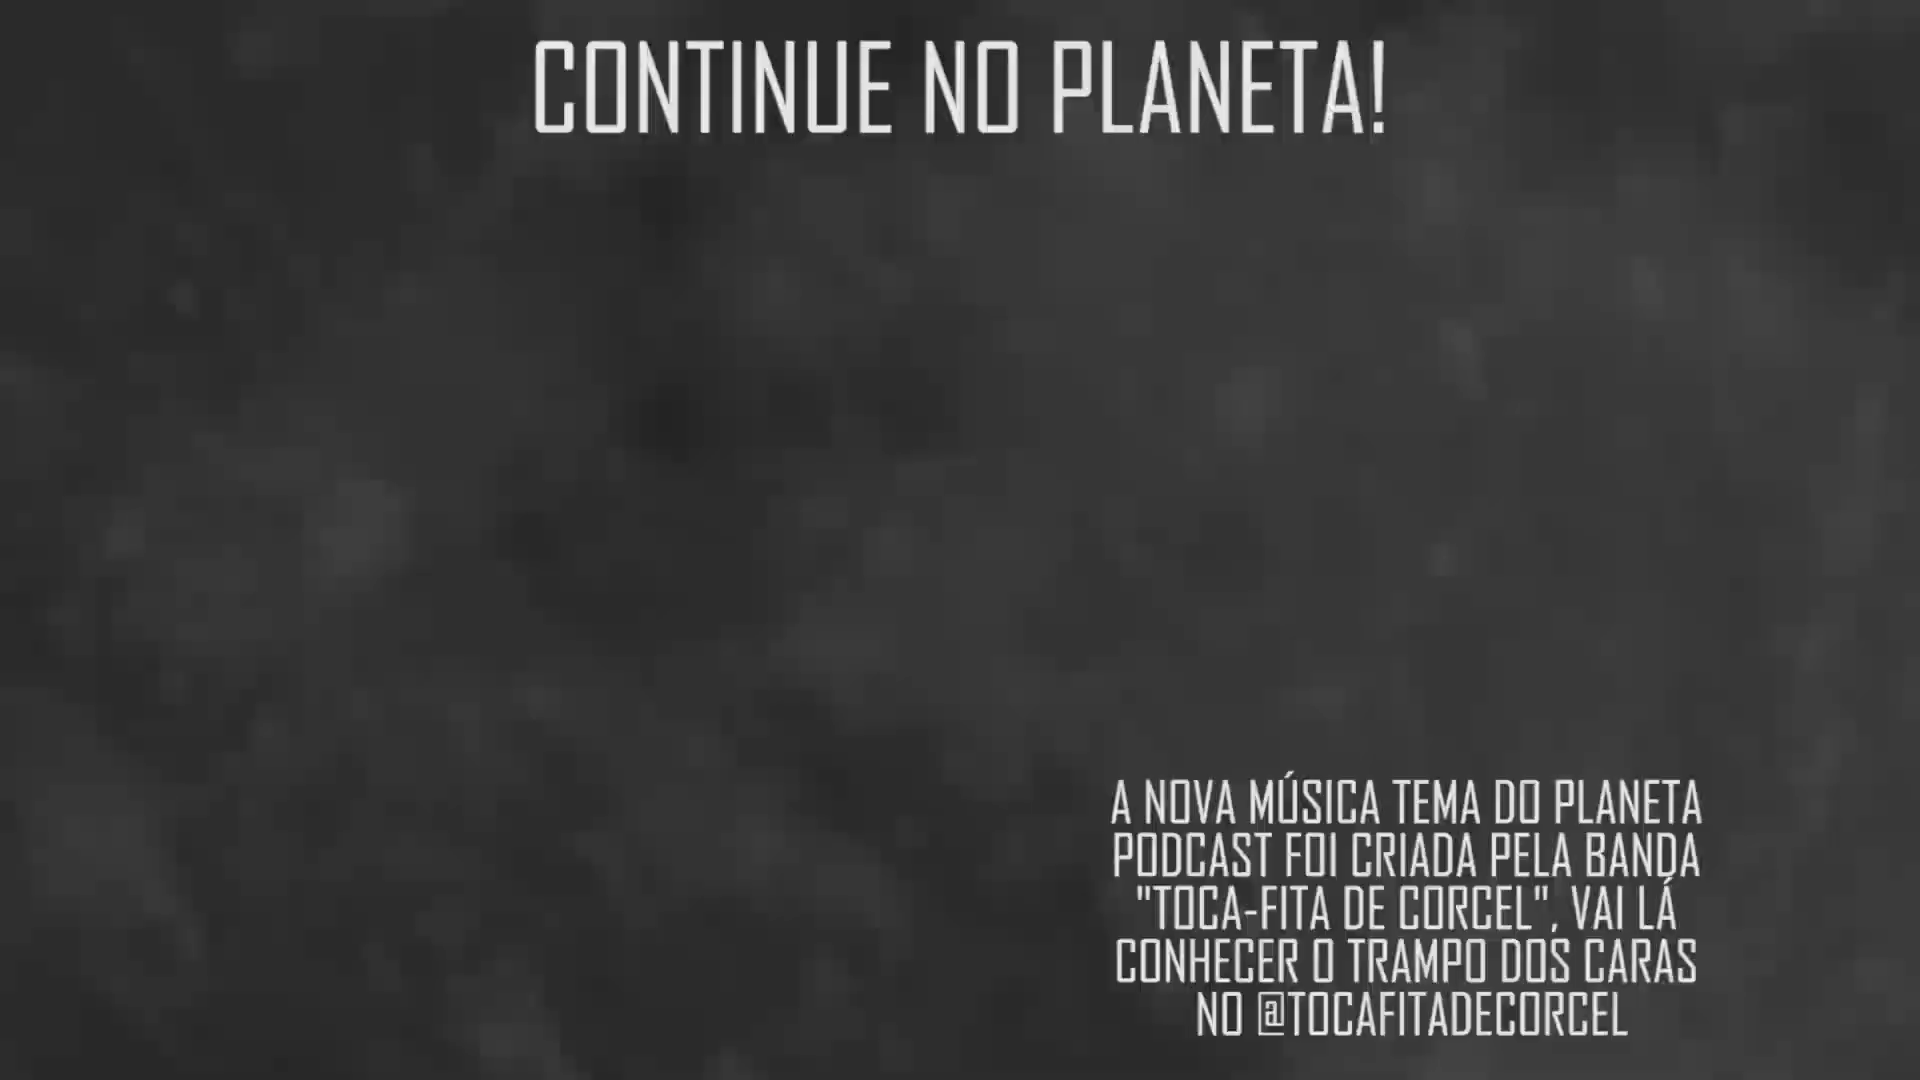 CONTINUE NO PLANETA!
A NOVA MÚSICA TEMA DO PLANETA
PODCAST FOI CRIADA PELA BANDA
"TOCA-FITA DE CORCEL", VAI LÁ
CONHECER O TRAMPO DOS CARAS
NO @TOCAFITADECORCEL